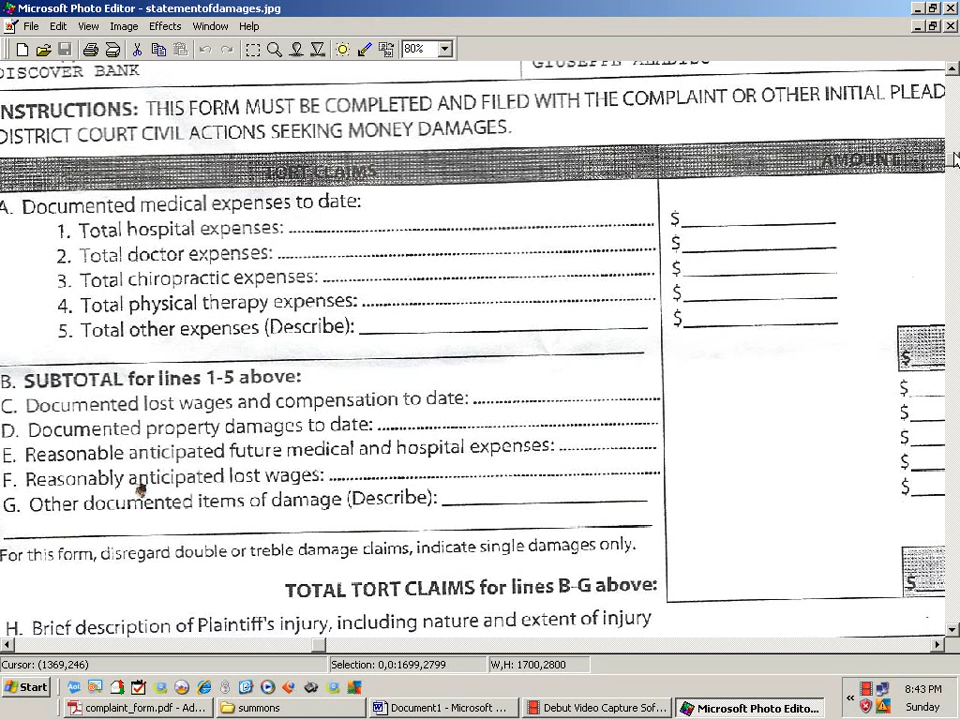 Microsoft Photo Editor - statementofdamages.jpg
File Edit View Image Effects Window Help
80%
DISCOVER BANK
GIUSEPPE
INSTRUCTIONS: THIS FORM MUST BE COMPLETED AND FILED WITH THE COMPLAINT OR OTHER INITIAL PLEAD
DISTRICT COURT CIVIL ACTIONS SEEKING MONEY DAMAGES.
TORT CLAIMS AMOUNT
A. Documented medical expenses to date:
1. Total hospital expenses: $
2. Total doctor expenses: $
3. Total chiropractic expenses: $
4. Total physical therapy expenses: $
5. Total other expenses (Describe): $
$
B. SUBTOTAL for lines 1-5 above:
C. Documented lost wages and compensation to date: $
D. Documented property damages to date: $
E. Reasonable anticipated future medical and hospital expenses: $
F. Reasonably anticipated lost wages: $
G. Other documented items of damage (Describe): $
For this form, disregard double or treble damage claims, indicate single damages only.
TOTAL TORT CLAIMS for lines B-G above: $
H. Brief description of Plaintiff's injury, including nature and extent of injury
Cursor: (1369,246) Selection: 0,0:1699,2799 W,H: 1700,2800
Start 8:43 PM
Sunday
complaint_form.pdf - Ad... summons Document1 - Microsoft ... Debut Video Capture Sof... Microsoft Photo Edito...